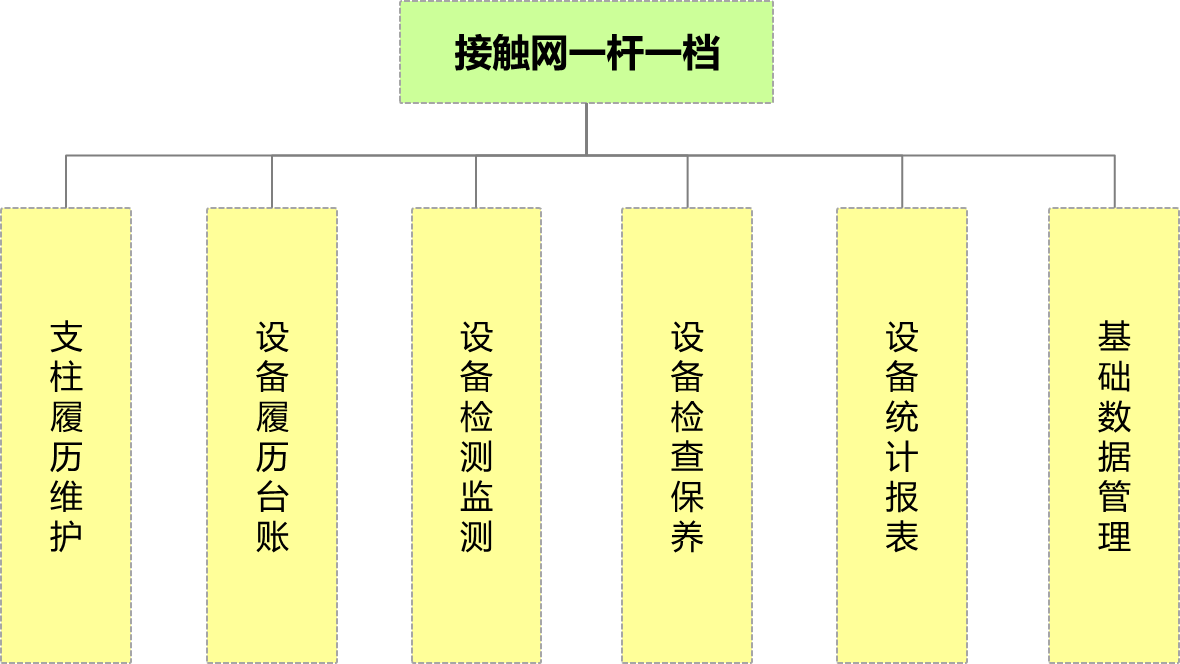 接触网一杆一档
支柱履历维护
设备履历台账
设备检测监测
设备检查保养
设备统计报表
基础数据管理